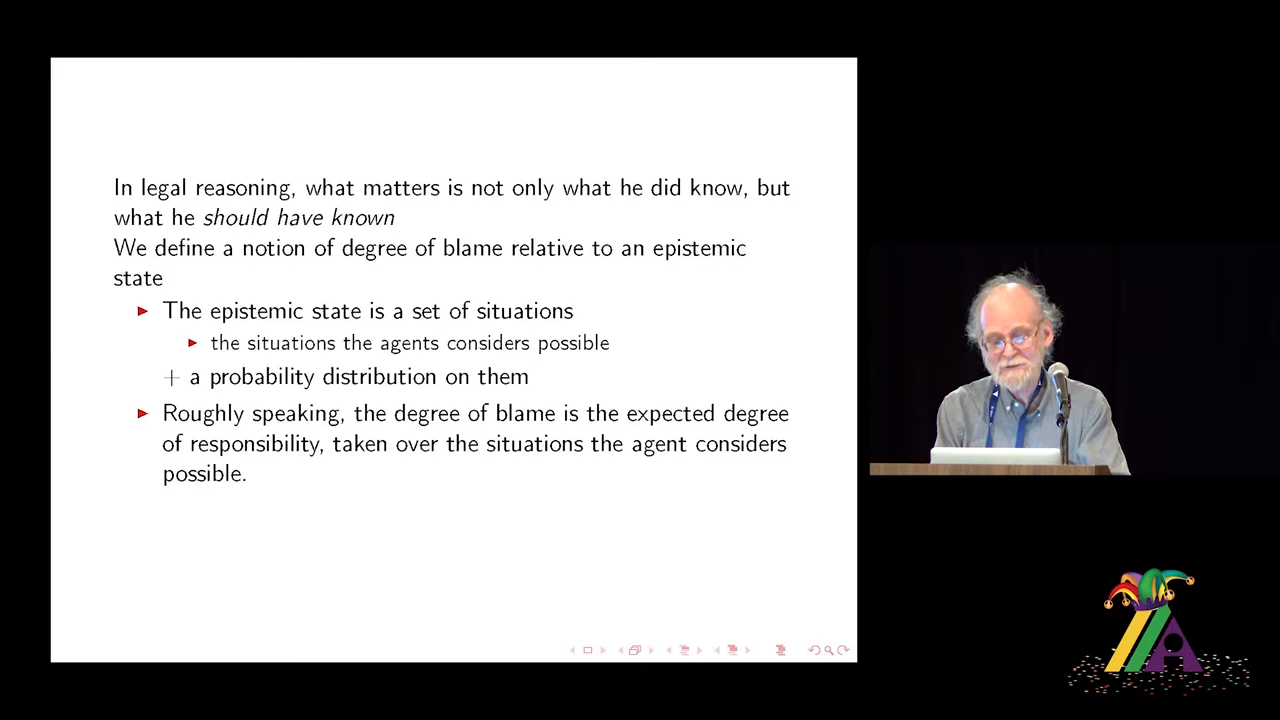 In legal reasoning, what matters is not only what he did know, but
what he should have known
We define a notion of degree of blame relative to an epistemic
state
The epistemic state is a set of situations
the situations the agents considers possible
+ a probability distribution on them
Roughly speaking, the degree of blame is the expected degree
of responsibility, taken over the situations the agent considers
possible.